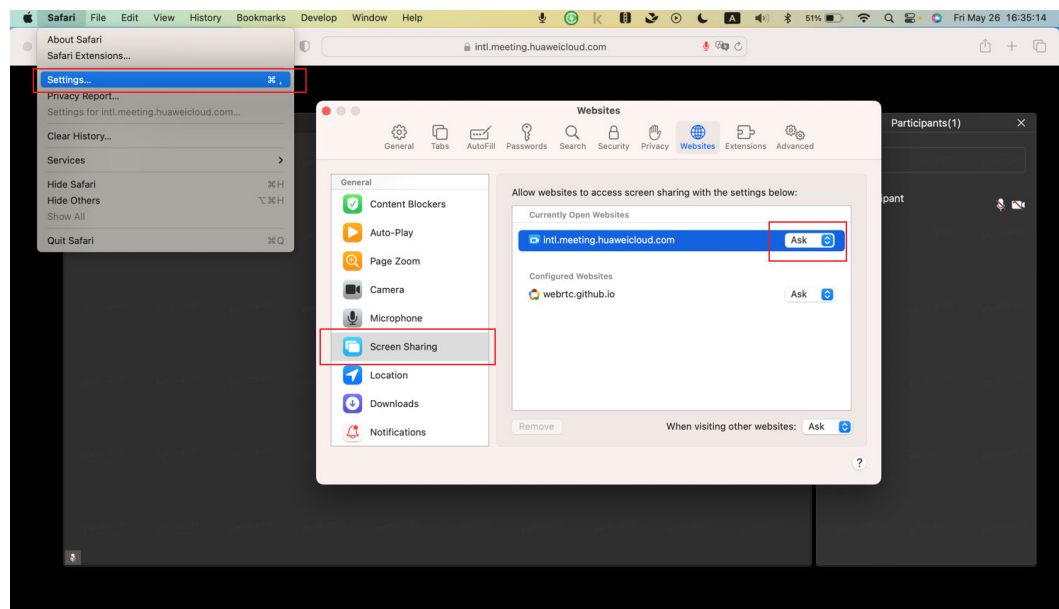 Safari File Edit View History Bookmarks Develop Window Help 51% Fri May 26 16:35:14
intl.meeting.huaweicloud.com
About Safari
Safari Extensions...
Settings... ⌘ ,
Privacy Report...
Settings for intl.meeting.huaweicloud.com...
Clear History...
Services
Hide Safari ⌘H
Hide Others ⌥⌘H
Show All
Quit Safari ⌘Q
Websites
General Tabs AutoFill Passwords Search Security Privacy Websites Extensions Advanced
General
Content Blockers
Auto-Play
Page Zoom
Camera
Microphone
Screen Sharing
Location
Downloads
Notifications
Allow websites to access screen sharing with the settings below:
Currently Open Websites
intl.meeting.huaweicloud.com Ask
Configured Websites
webrtc.github.io Ask
Remove When visiting other websites: Ask
?
Participants(1)
ipant